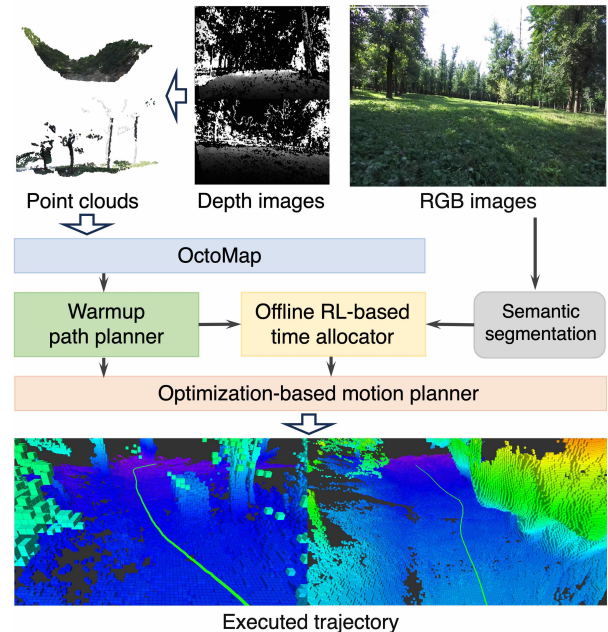 Point clouds
Depth images
RGB images
OctoMap
Warmup
path planner
Offline RL-based
time allocator
Semantic
segmentation
Optimization-based motion planner
Executed trajectory